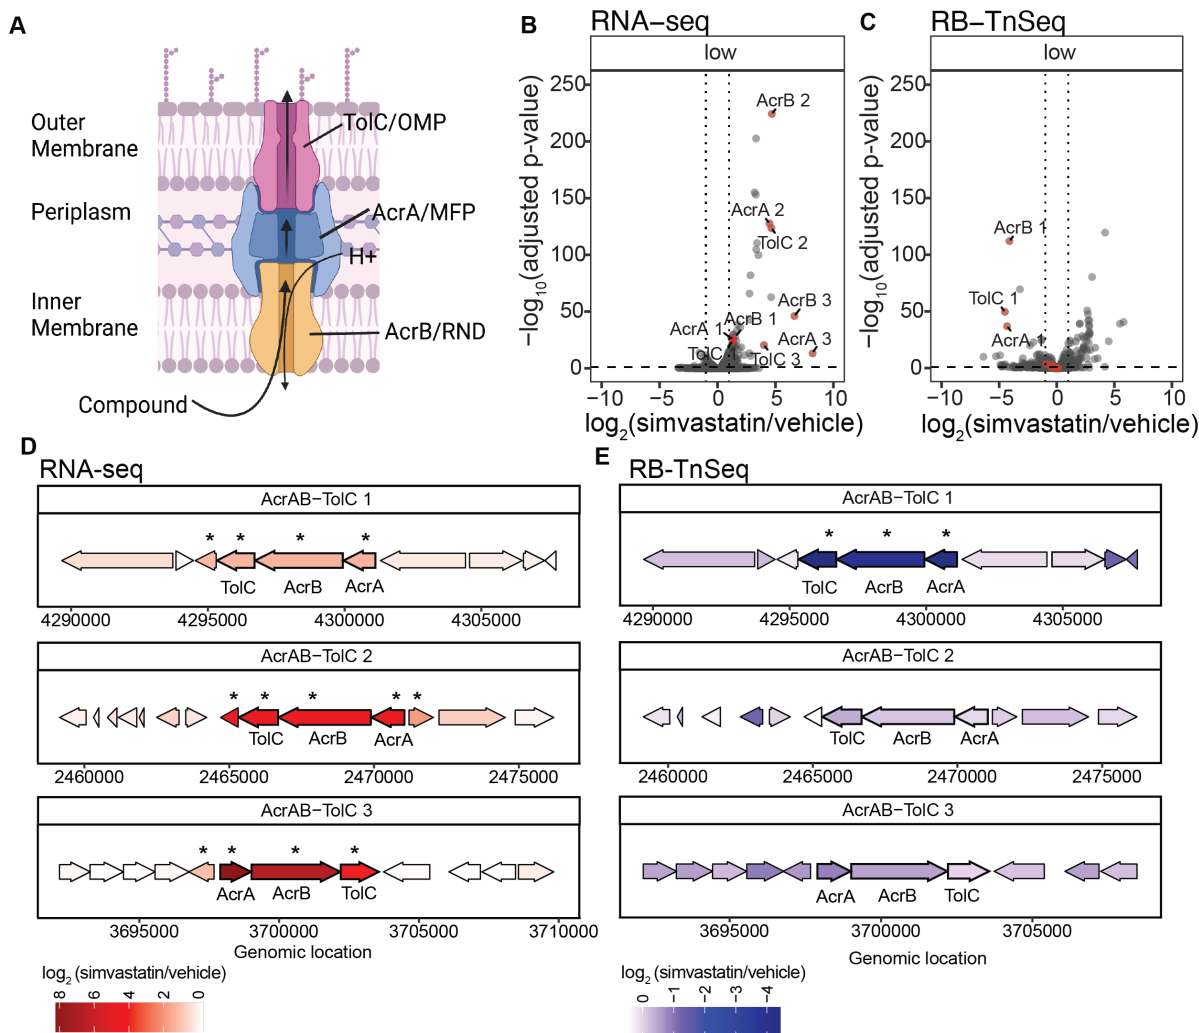 A
Outer
Membrane
Periplasm
Inner
Membrane
TolC/OMP
AcrA/MFP
H+
AcrB/RND
Compound
B
RNA−seq
low
−log10(adjusted p-value)
250
200
150
100
50
0
AcrB 2
AcrA 2
TolC 2
AcrB 3
AcrB 1
AcrA 1
AcrA 3
TolC 1
TolC 3
−10 −5 0 5 10
log2(simvastatin/vehicle)
C
RB−TnSeq
low
−log10(adjusted p-value)
250
200
150
100
50
0
AcrB 1
TolC 1
AcrA 1
−10 −5 0 5 10
log2(simvastatin/vehicle)
D
RNA-seq
AcrAB−TolC 1
* * * *
TolC AcrB AcrA
4290000 4295000 4300000 4305000
AcrAB−TolC 2
* * * * *
TolC AcrB AcrA
2460000 2465000 2470000 2475000
AcrAB−TolC 3
* * * *
AcrA AcrB TolC
3695000 3700000 3705000 3710000
Genomic location
log2 (simvastatin/vehicle)
8 6 4 2 0
E
RB-TnSeq
AcrAB−TolC 1
* * *
TolC AcrB AcrA
4290000 4295000 4300000 4305000
AcrAB−TolC 2
TolC AcrB AcrA
2460000 2465000 2470000 2475000
AcrAB−TolC 3
AcrA AcrB TolC
3695000 3700000 3705000
Genomic location
log2 (simvastatin/vehicle)
0 −1 −2 −3 −4